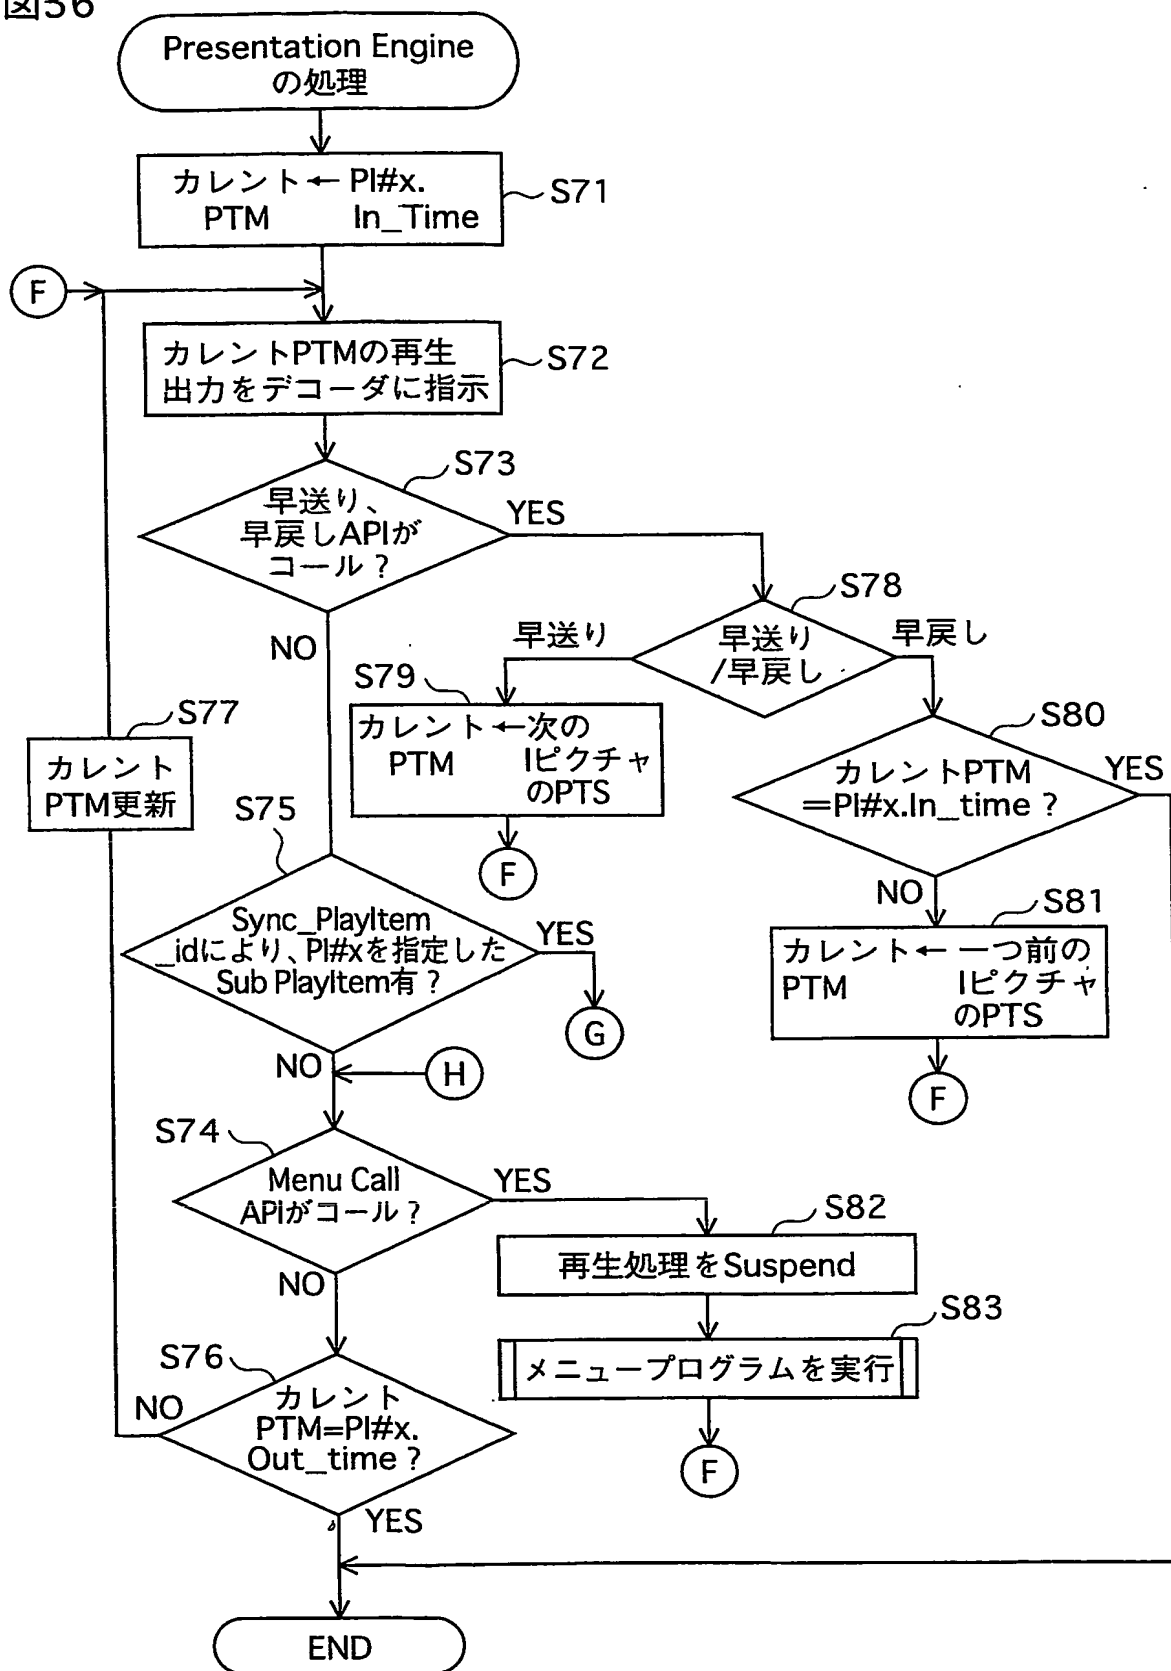 図56
Presentation Engine
の処理
カレント ← PI#x.
PTM In_Time
S71
F
カレントPTMの再生
出力をデコーダに指示
S72
S73
早送り、
早戻しAPIが
コール?
YES
NO
S78
早送り
/早戻し
早送り
早戻し
S79
カレント←次の
PTM Iピクチャ
のPTS
F
S80
カレントPTM
=PI#x.In_time?
YES
NO
S81
カレント← 一つ前の
PTM Iピクチャ
のPTS
F
S77
カレント
PTM更新
S75
Sync_PlayItem
_idにより、PI#xを指定した
Sub PlayItem有?
YES
G
NO
H
S74
Menu Call
APIがコール?
YES
NO
S82
再生処理をSuspend
S83
メニュープログラムを実行
F
S76
カレント
PTM=PI#x.
Out_time?
NO
YES
END